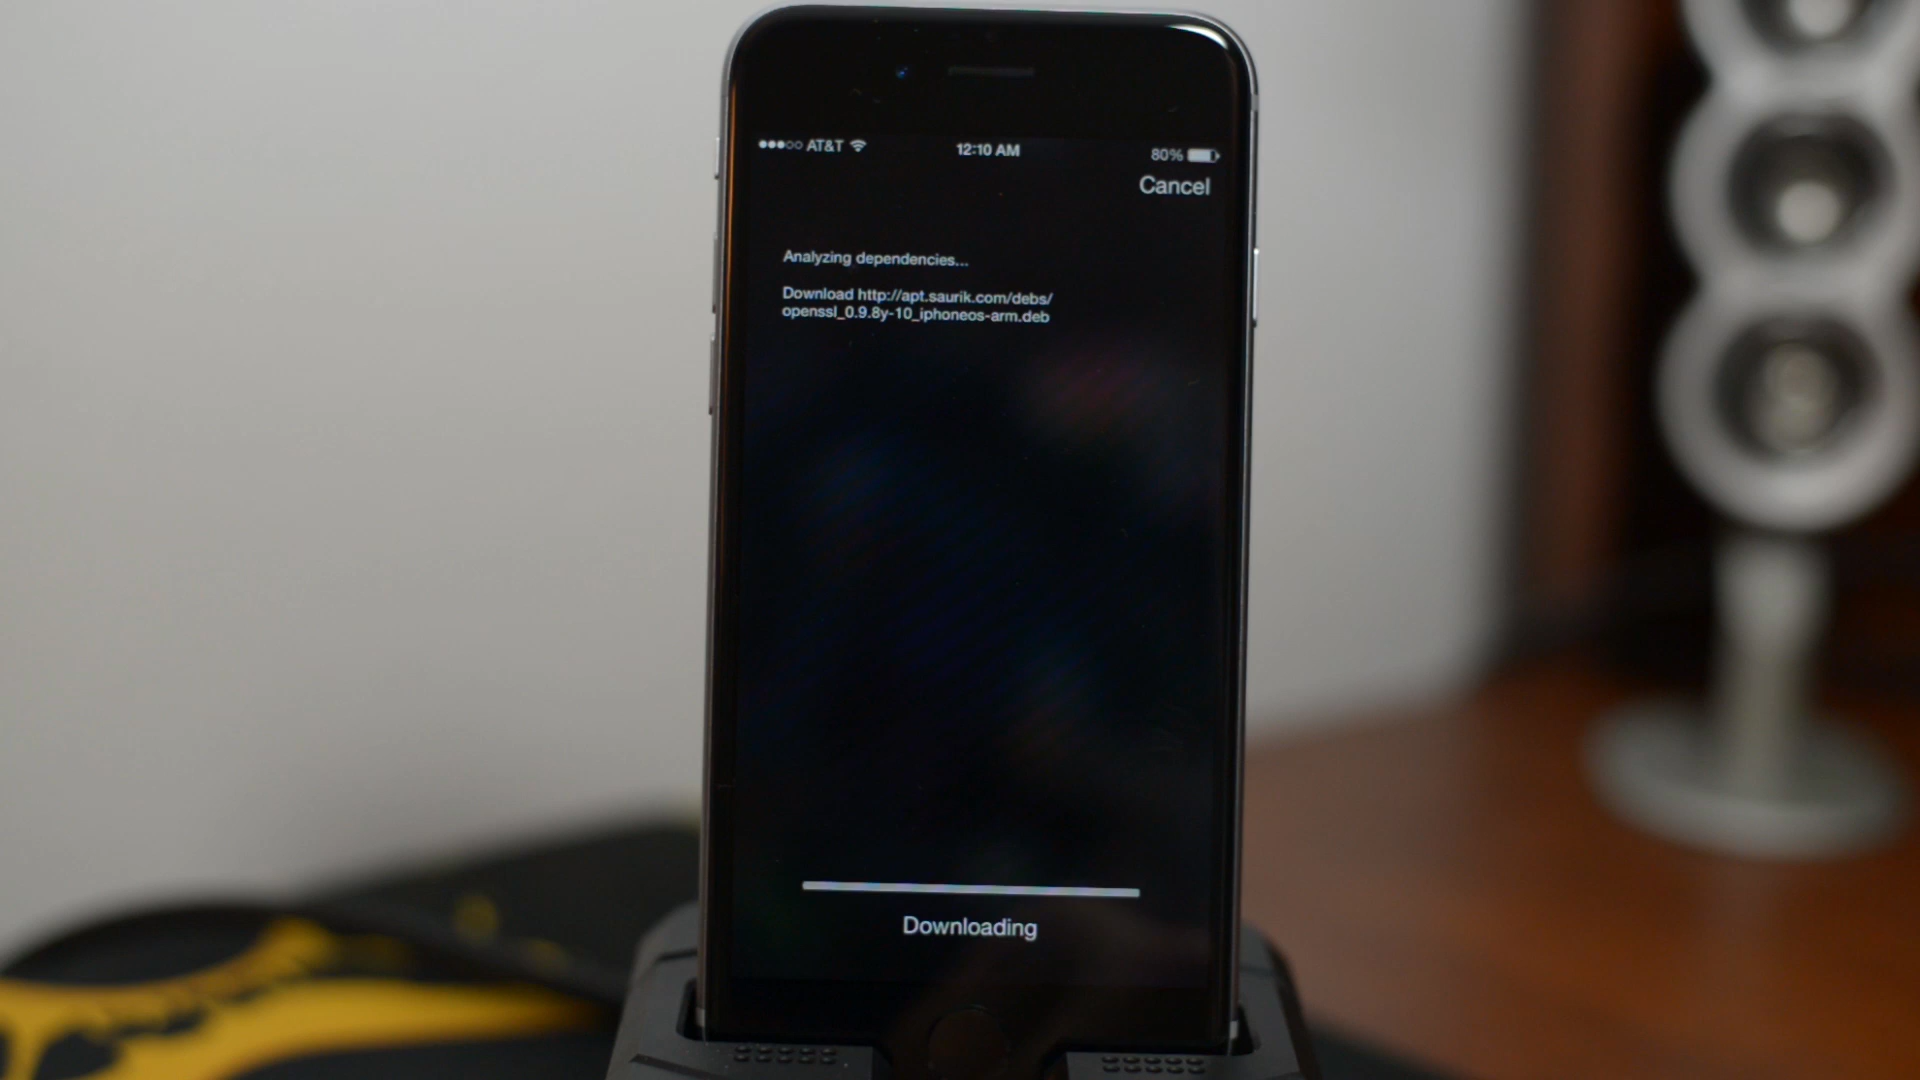 AT&T
12:10 AM
80%
Cancel
Analyzing dependencies...
Download http://apt.saurik.com/debs/
openssl_0.9.8y-10_iphoneos-arm.deb
Downloading